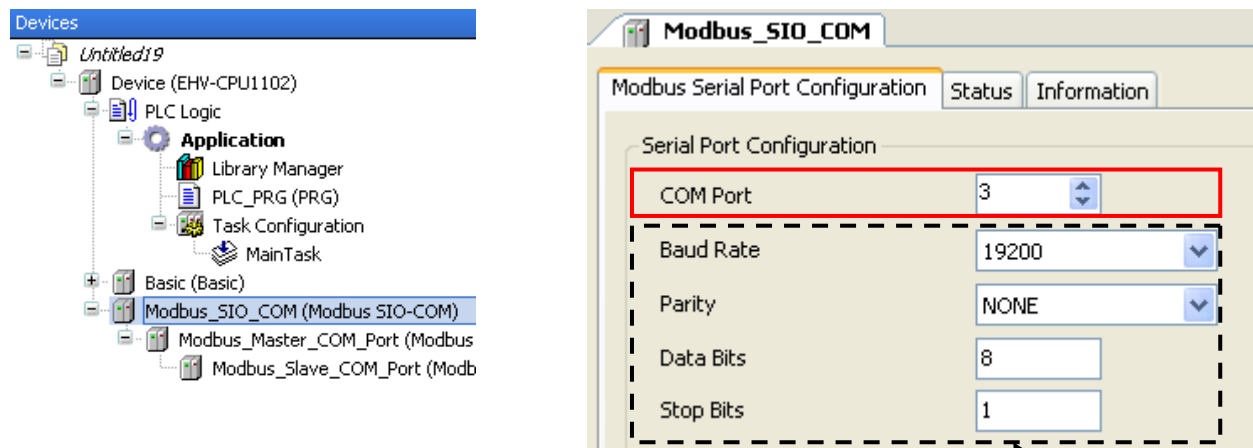 Devices
Untitled19
Device (EHV-CPU1102)
PLC Logic
Application
Library Manager
PLC_PRG (PRG)
Task Configuration
MainTask
Basic (Basic)
Modbus_SIO_COM (Modbus SIO-COM)
Modbus_Master_COM_Port (Modbus
Modbus_Slave_COM_Port (Modb
Modbus_SIO_COM
Modbus Serial Port Configuration Status Information
Serial Port Configuration
COM Port 3
Baud Rate 19200
Parity NONE
Data Bits 8
Stop Bits 1